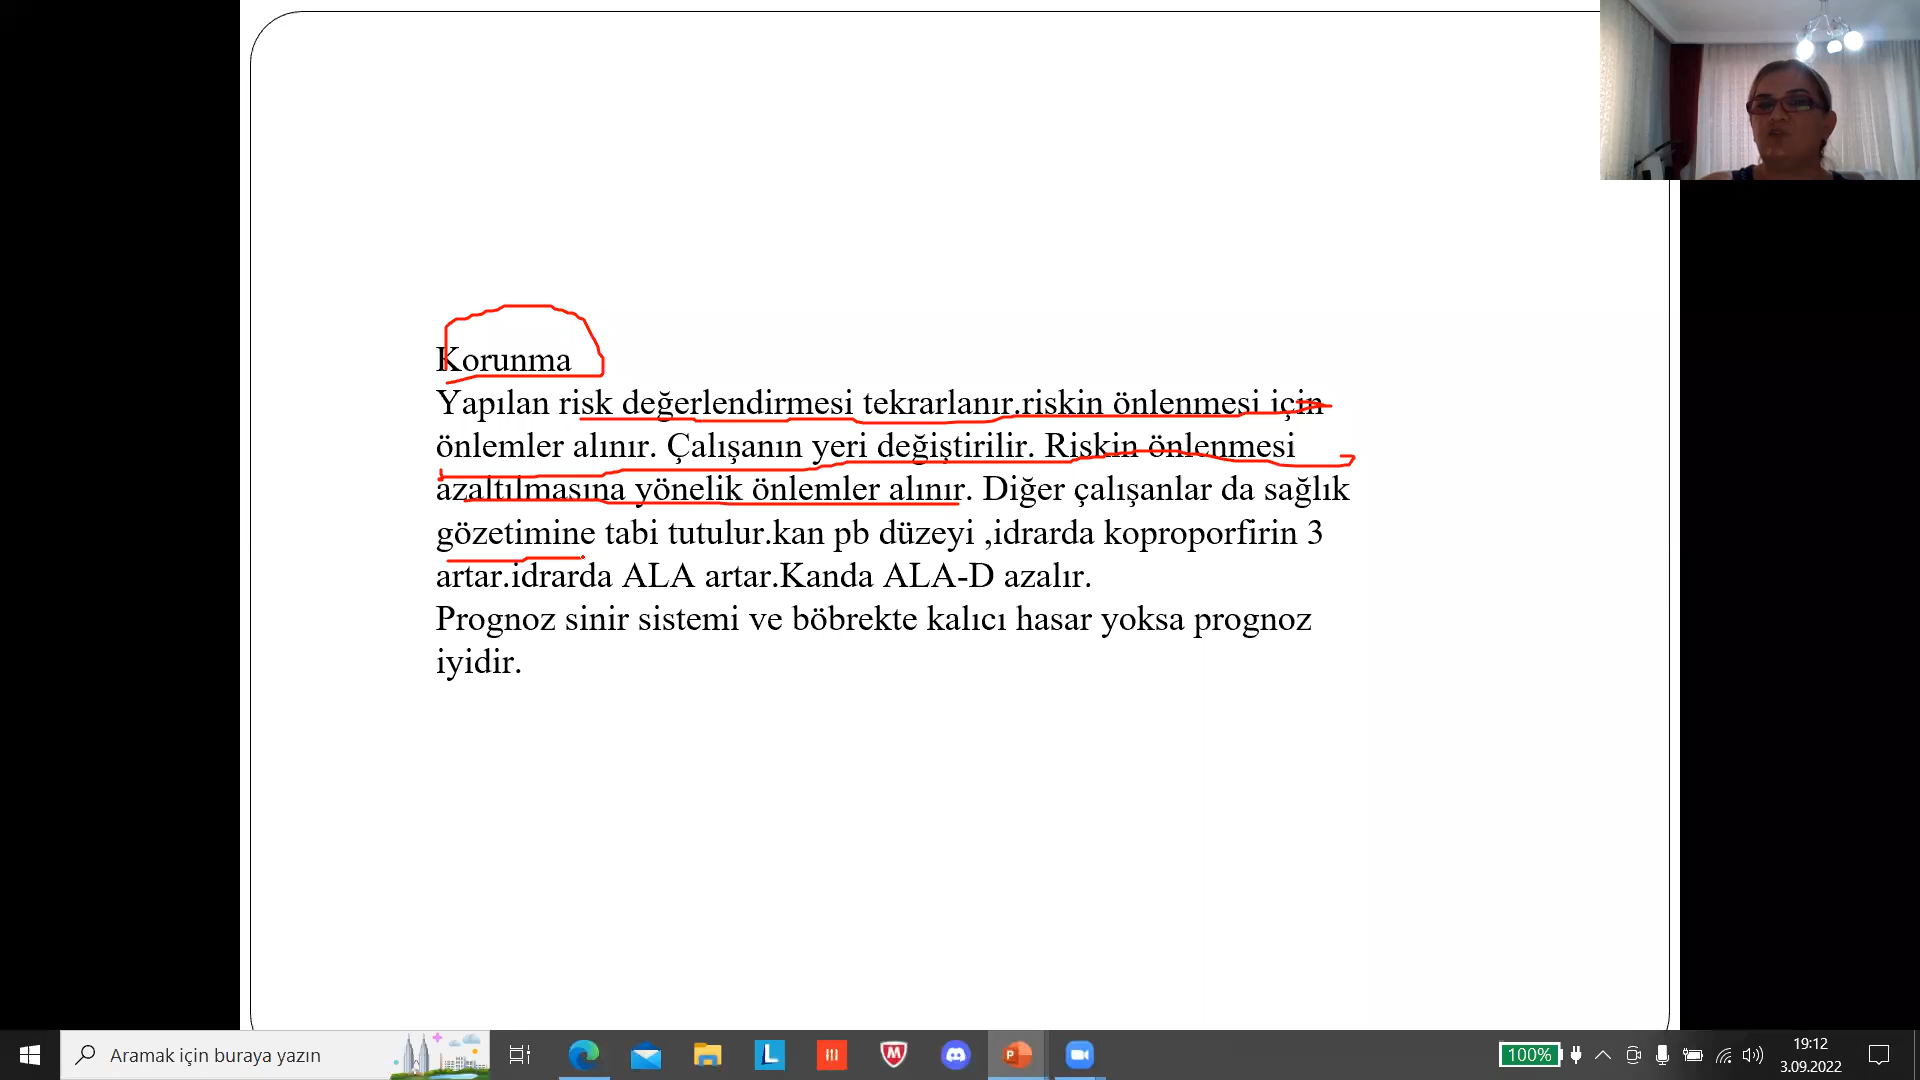 Korunma
Yapılan risk değerlendirmesi tekrarlanır.riskin önlenmesi için
önlemler alınır. Çalışanın yeri değiştirilir. Riskin önlenmesi
azaltılmasına yönelik önlemler alınır. Diğer çalışanlar da sağlık
gözetimine tabi tutulur.kan pb düzeyi ,idrarda koproporfirin 3
artar.idrarda ALA artar.Kanda ALA-D azalır.
Prognoz sinir sistemi ve böbrekte kalıcı hasar yoksa prognoz
iyidir.
Aramak için buraya yazın
L
P
100%
19:12
3.09.2022